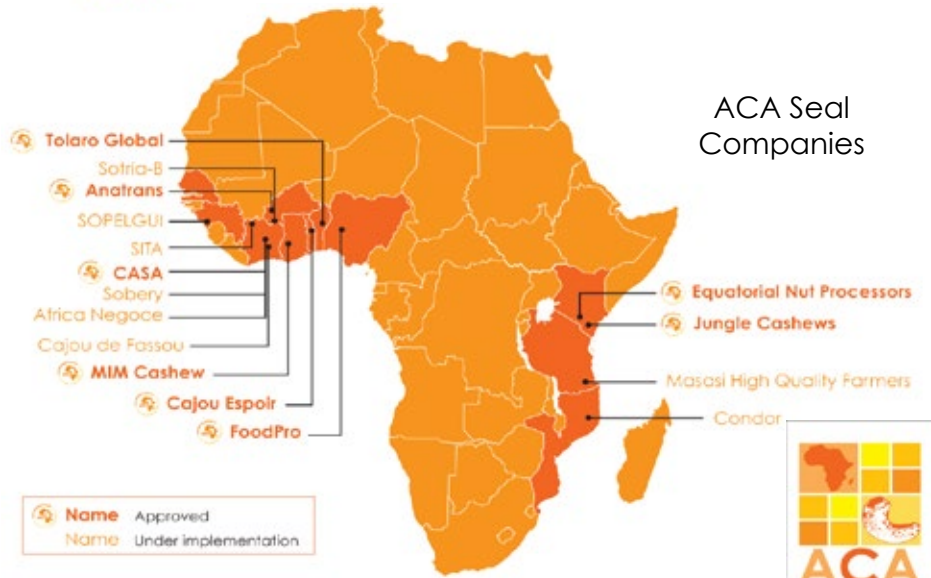 ACA Seal
Companies
Tolaro Global
Sotria-B
Anatrans
SOPELGUI
SITA
CASA
Sobery
Africa Negoce
Cajou de Fassou
MIM Cashew
Cajou Espoir
FoodPro
Equatorial Nut Processors
Jungle Cashews
Masasi High Quality Farmers
Condor
Name Approved
Name Under implementation
ACA